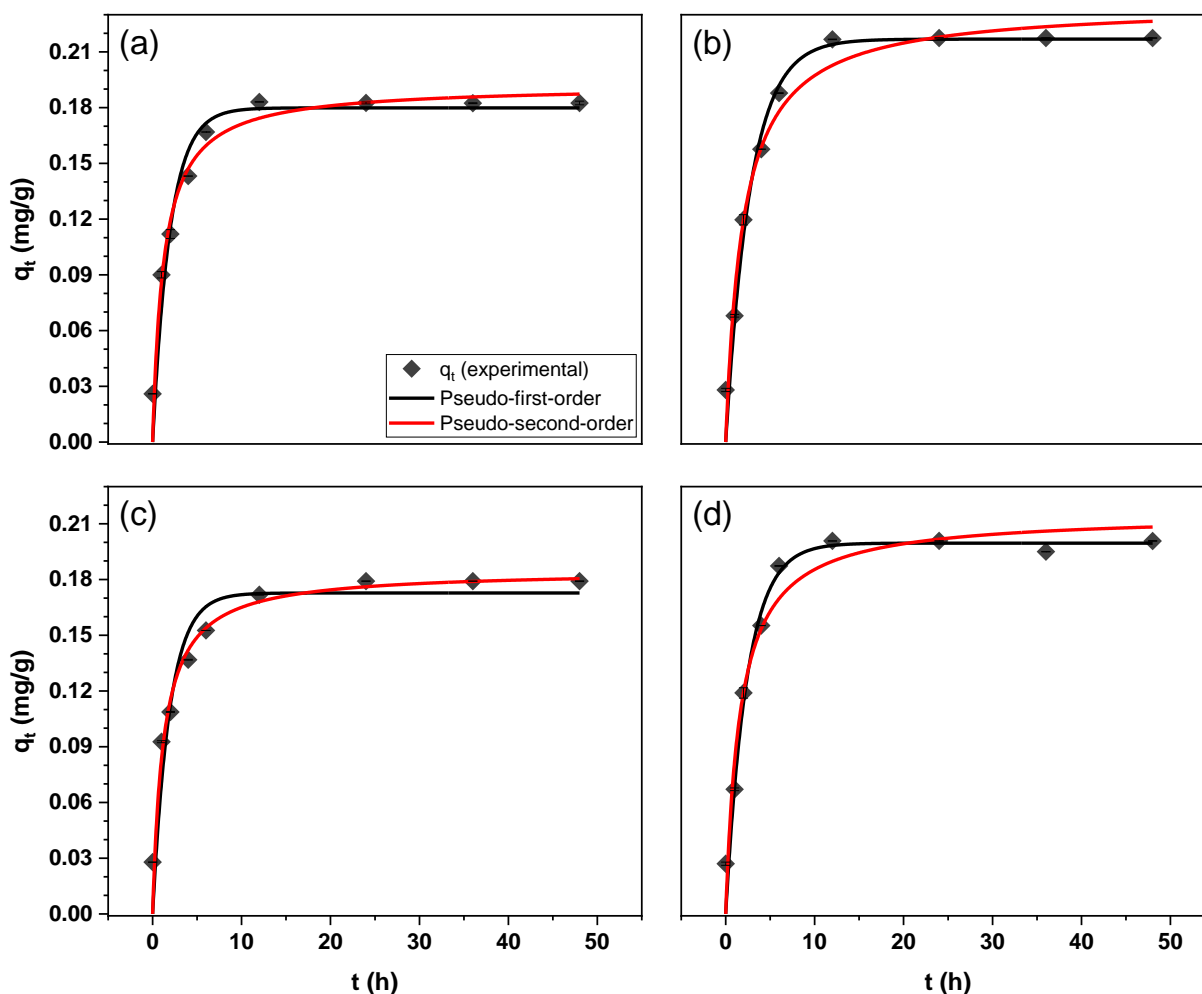 (a)
(b)
0.21
0.18
0.15
0.12
0.09
0.06
0.03
0.00
qt (mg/g)
qt (experimental)
Pseudo-first-order
Pseudo-second-order
(c)
(d)
0.21
0.18
0.15
0.12
0.09
0.06
0.03
0.00
qt (mg/g)
0 10 20 30 40 50
0 10 20 30 40 50
t (h)
t (h)